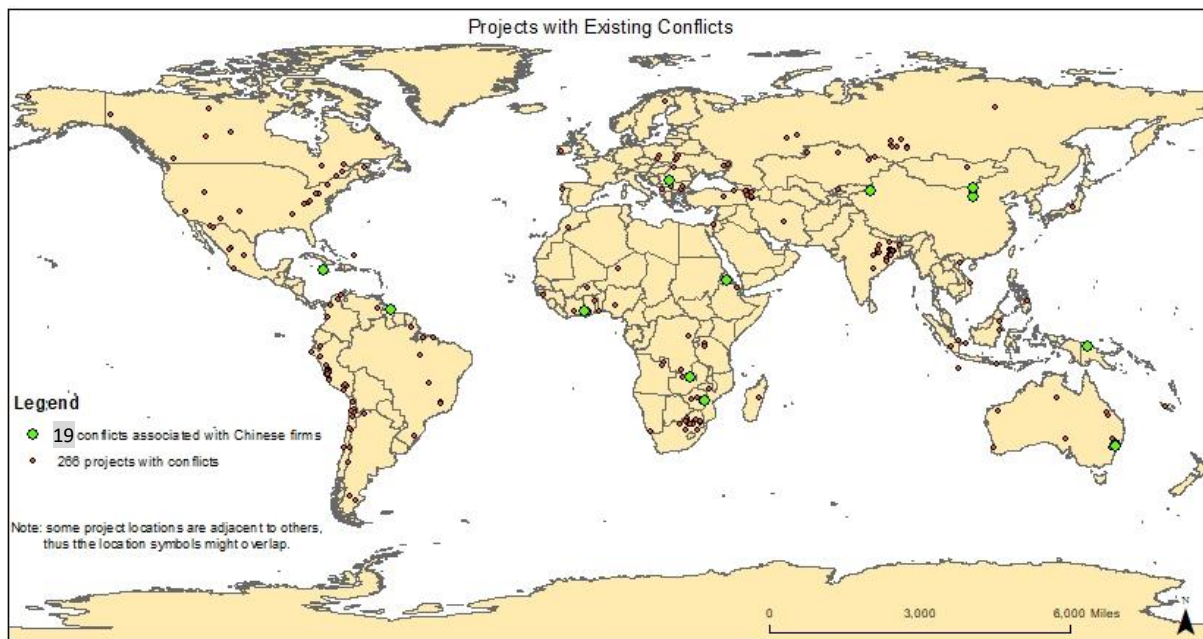 Projects with Existing Conflicts
Legend
19 conflicts associated with Chinese firms
266 projects with conflicts
Note: some project locations are adjacent to others,
thus tthe location symbols might overlap.
0 3,000 6,000 Miles
N